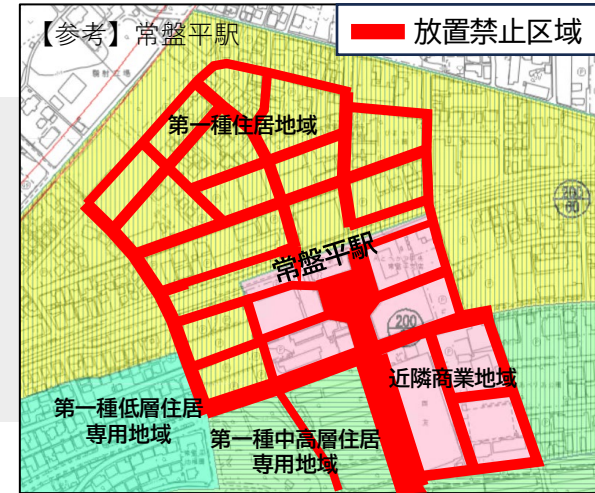 【参考】常盤平駅
放置禁止区域
第一種住居地域
200
60
常盤平駅
200
近隣商業地域
第一種低層住居
専用地域
第一種中高層住居
専用地域